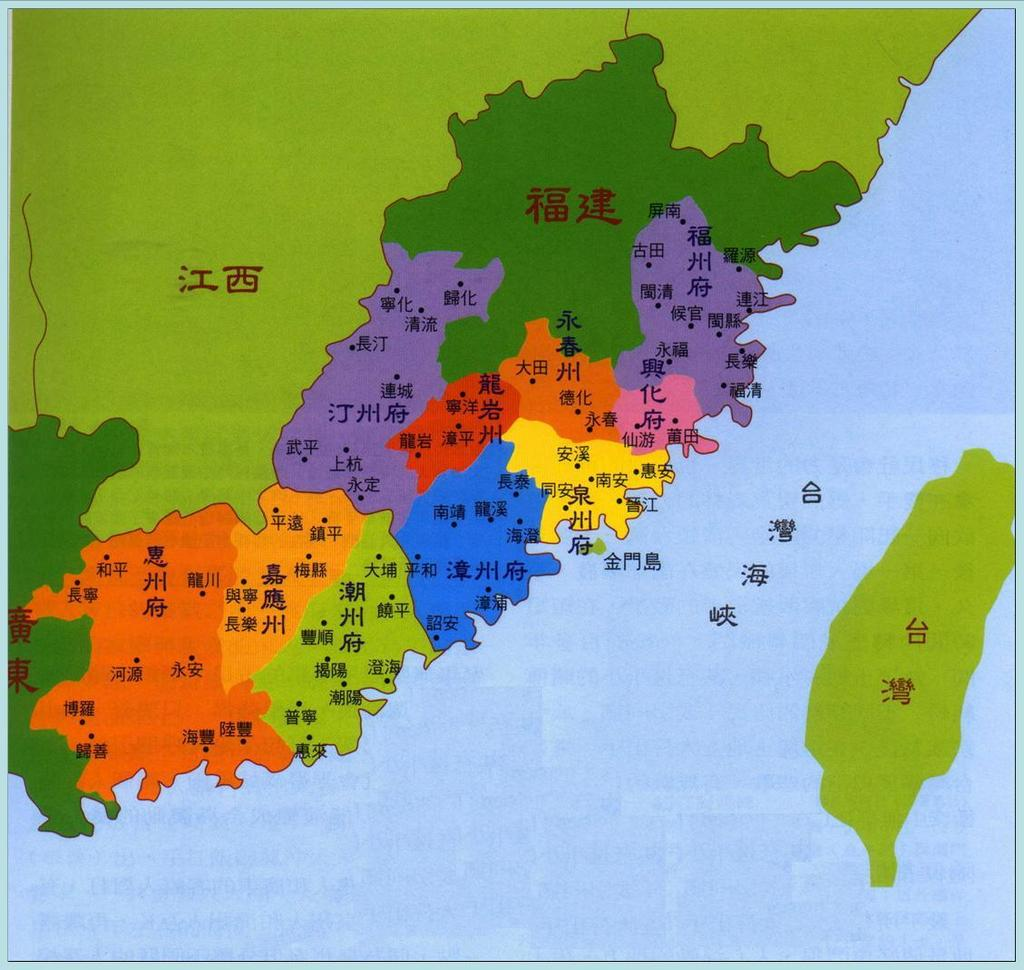 福建
江西
屏南
福州府
古田
羅源
閩清
連江
候官
閩縣
永福
長樂
福清
寧化
歸化
清流
長汀
連城
汀州府
武平
上杭
永定
永春州
大田
德化
永春
興化府
仙游
莆田
龍岩州
寧洋
龍岩
漳平
安溪
惠安
南安
同安
晉江
泉州府
金門島
長泰
南靖
龍溪
海澄
平和
漳州府
漳浦
詔安
平遠
鎮平
梅縣
嘉應州
與寧
長樂
大埔
潮州府
饒平
豐順
揭陽
澄海
潮陽
普寧
惠來
惠州府
和平
長寧
龍川
河源
永安
博羅
歸善
海豐
陸豐
廣東
台灣海峽
台灣